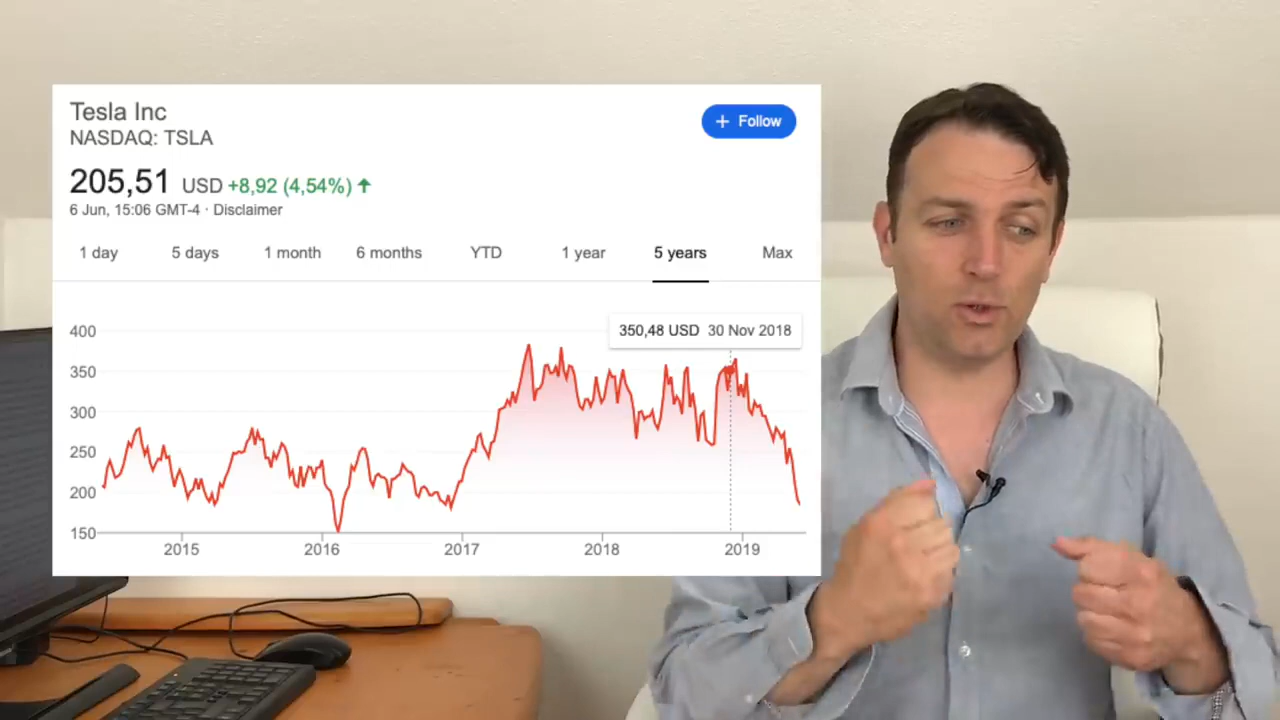 Tesla Inc
NASDAQ: TSLA
+ Follow
205,51 USD +8,92 (4,54%) ↑
6 Jun, 15:06 GMT-4 · Disclaimer
1 day 5 days 1 month 6 months YTD 1 year 5 years Max
350,48 USD 30 Nov 2018
400
350
300
250
200
150
2015 2016 2017 2018 2019